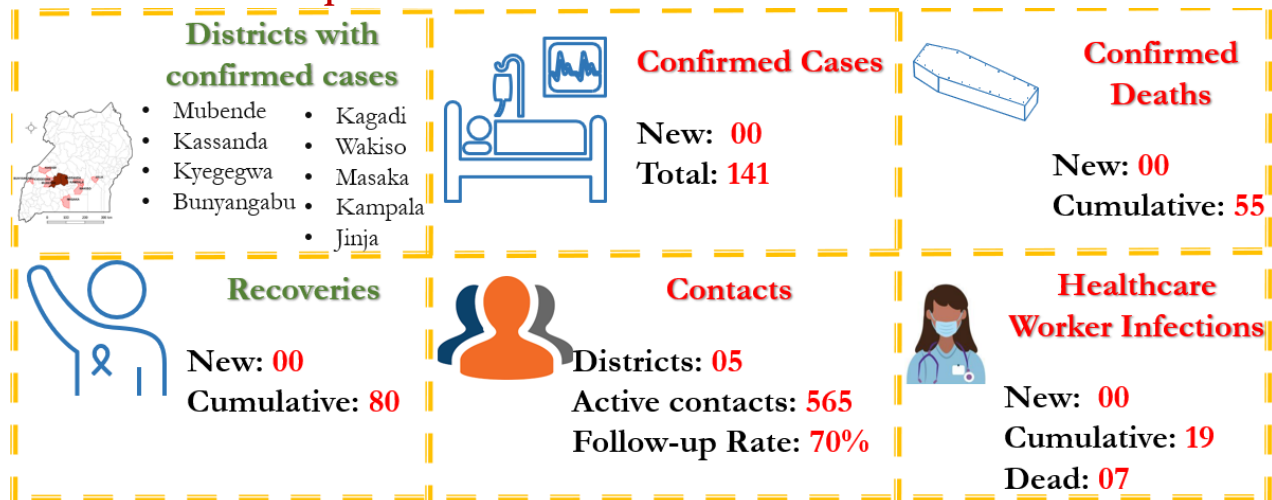 Districts with
confirmed cases
• Mubende
• Kassanda
• Kyegegwa
• Bunyangabu
• Kagadi
• Wakiso
• Masaka
• Kampala
• Jinja
Confirmed Cases
New: 00
Total: 141
Confirmed
Deaths
New: 00
Cumulative: 55
Recoveries
New: 00
Cumulative: 80
Contacts
Districts: 05
Active contacts: 565
Follow-up Rate: 70%
Healthcare
Worker Infections
New: 00
Cumulative: 19
Dead: 07